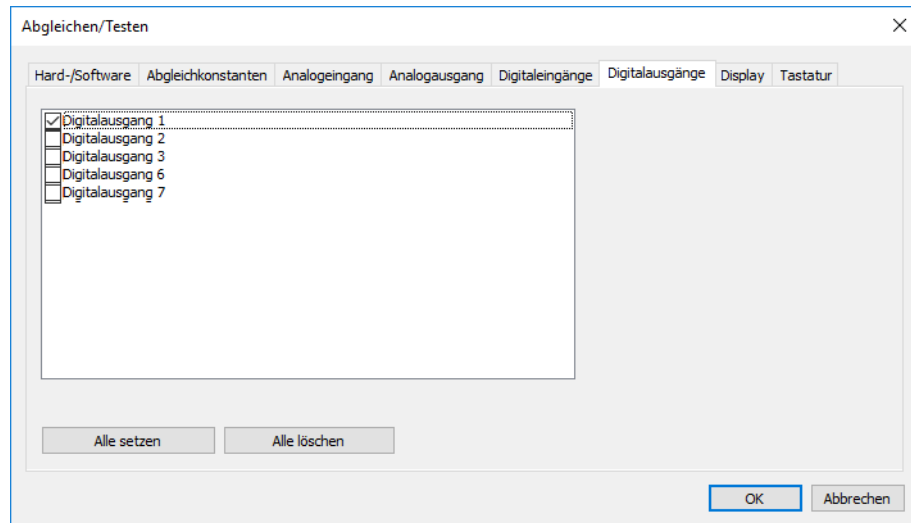 Abgleichen/Testen
Hard-/Software Abgleichkonstanten Analogeingang Analogausgang Digitaleingänge Digitalausgänge Display Tastatur
Digitalausgang 1
Digitalausgang 2
Digitalausgang 3
Digitalausgang 6
Digitalausgang 7
Alle setzen Alle löschen
OK Abbrechen